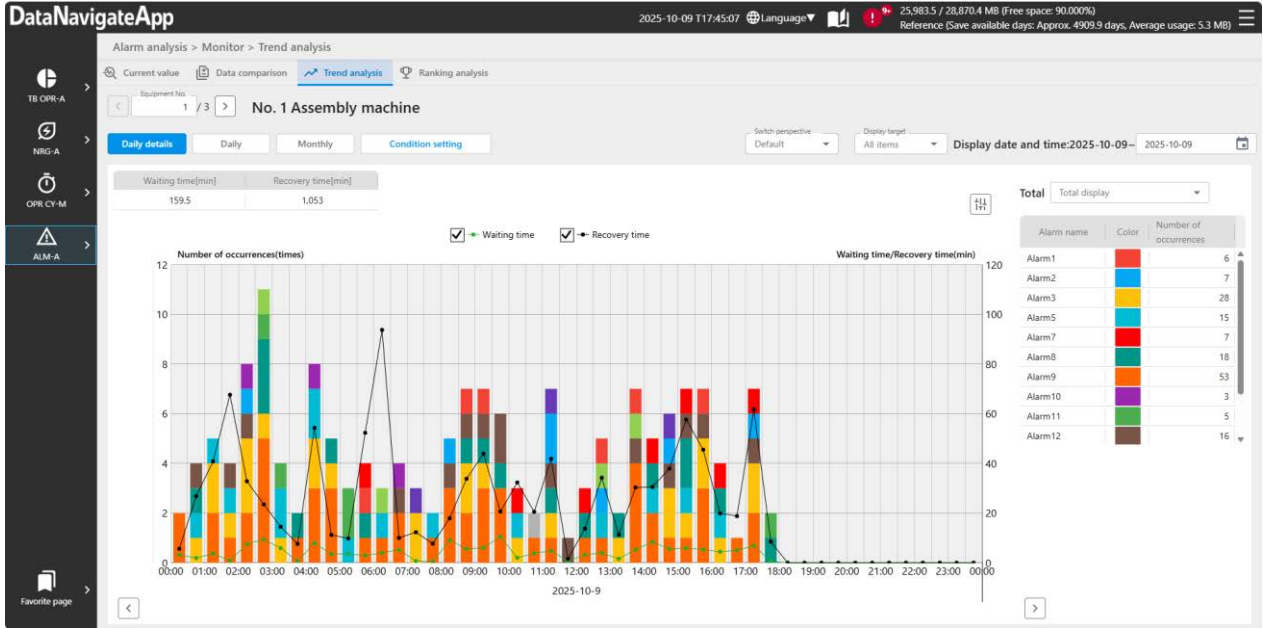 DataNavigateApp
2025-10-09 T17:45:07 Language▼ 9+ 25,983.5 / 28,870.4 MB (Free space: 90.000%)
Reference (Save available days: Approx. 4909.9 days, Average usage: 5.3 MB)
TB OPR-A
NRG-A
OPR CY-M
ALM-A
Favorite page
Alarm analysis > Monitor > Trend analysis
Current value Data comparison Trend analysis Ranking analysis
Equipment No.
1 / 3 No. 1 Assembly machine
Daily details Daily Monthly Condition setting
Switch perspective Display target
Default All items Display date and time:2025-10-09~ 2025-10-09
Waiting time[min] Recovery time[min]
159.5 1,053
Waiting time Recovery time
Number of occurrences(times) Waiting time/Recovery time(min)
12 120
10 100
8 80
6 60
4 40
2 20
0 0
00:00 01:00 02:00 03:00 04:00 05:00 06:00 07:00 08:00 09:00 10:00 11:00 12:00 13:00 14:00 15:00 16:00 17:00 18:00 19:00 20:00 21:00 22:00 23:00 00:00
2025-10-9
Total Total display
Alarm name Color Number of
occurrences
Alarm1 6
Alarm2 7
Alarm3 28
Alarm5 15
Alarm7 7
Alarm8 18
Alarm9 53
Alarm10 3
Alarm11 5
Alarm12 16